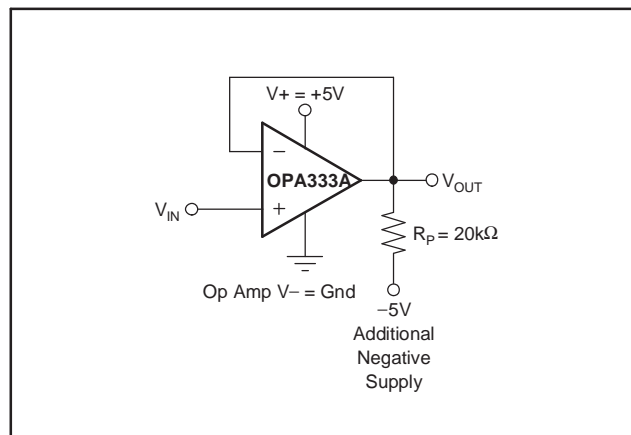 V+ = +5V
−
OPA333A
V_OUT
V_IN
+
R_P = 20kΩ
Op Amp V− = Gnd
−5V
Additional
Negative
Supply